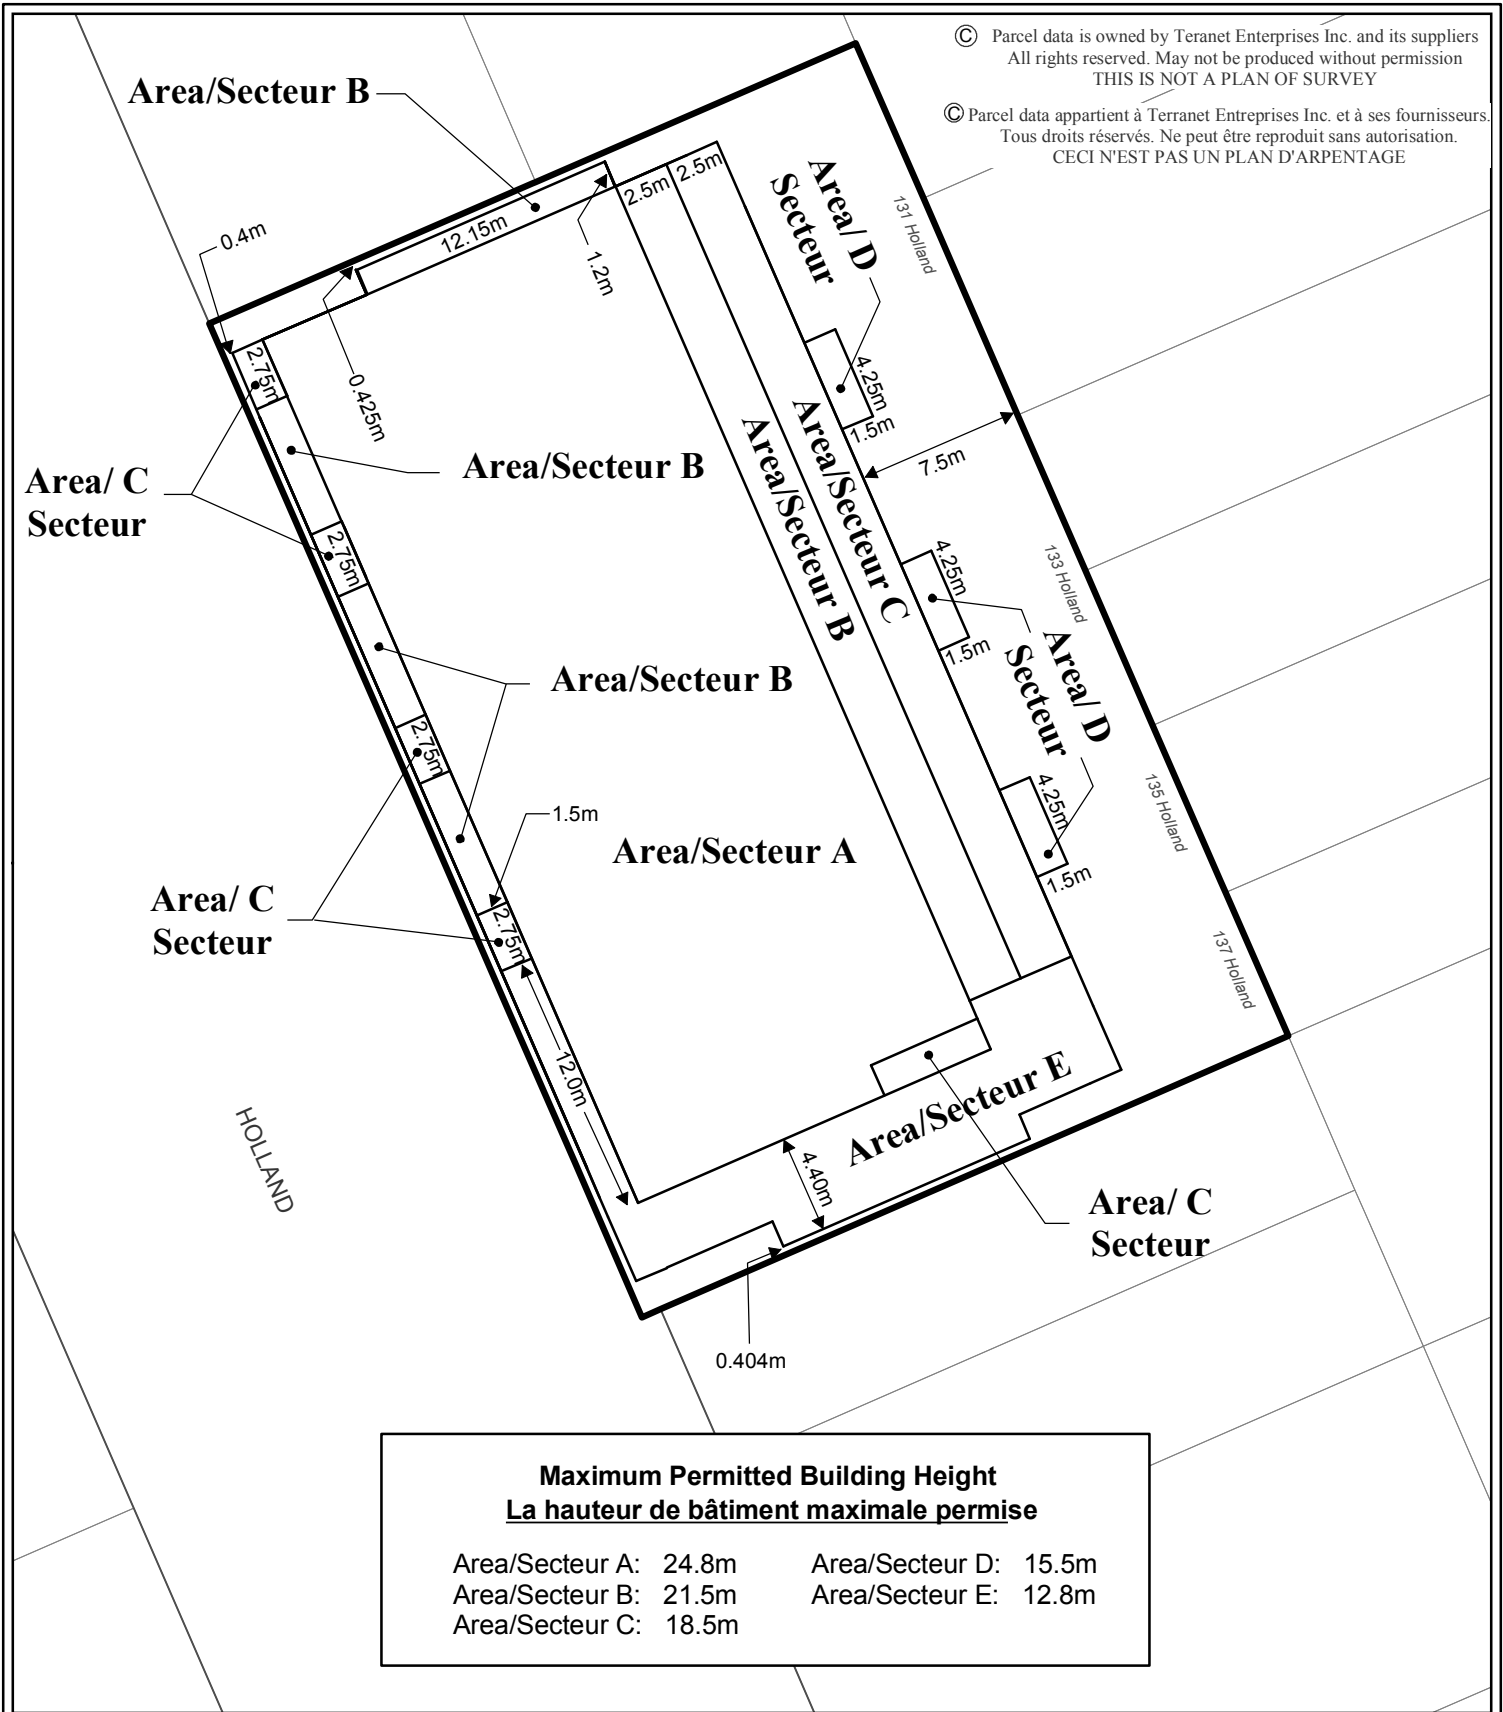 © Parcel data is owned by Teranet Enterprises Inc. and its suppliers
All rights reserved. May not be produced without permission
THIS IS NOT A PLAN OF SURVEY
© Parcel data appartient à Terranet Entreprises Inc. et à ses fournisseurs.
Tous droits réservés. Ne peut être reproduit sans autorisation.
CECI N'EST PAS UN PLAN D'ARPENTAGE
Area/Secteur B
0.4m
12.15m
1.2m
2.5m
2.5m
Area/ D
Secteur
131 Holland
2.75m
0.425m
4.25m
1.5m
7.5m
Area/ C
Secteur
Area/Secteur B
Area/Secteur B
Area/Secteur C
2.75m
4.25m
1.5m
133 Holland
Area/ D
Secteur
Area/Secteur B
2.75m
4.25m
1.5m
135 Holland
1.5m
Area/Secteur A
Area/ C
Secteur
2.75m
137 Holland
12.0m
Area/Secteur E
HOLLAND
4.40m
Area/ C
Secteur
0.404m
Maximum Permitted Building Height
La hauteur de bâtiment maximale permise
Area/Secteur A: 24.8m
Area/Secteur B: 21.5m
Area/Secteur C: 18.5m
Area/Secteur D: 15.5m
Area/Secteur E: 12.8m